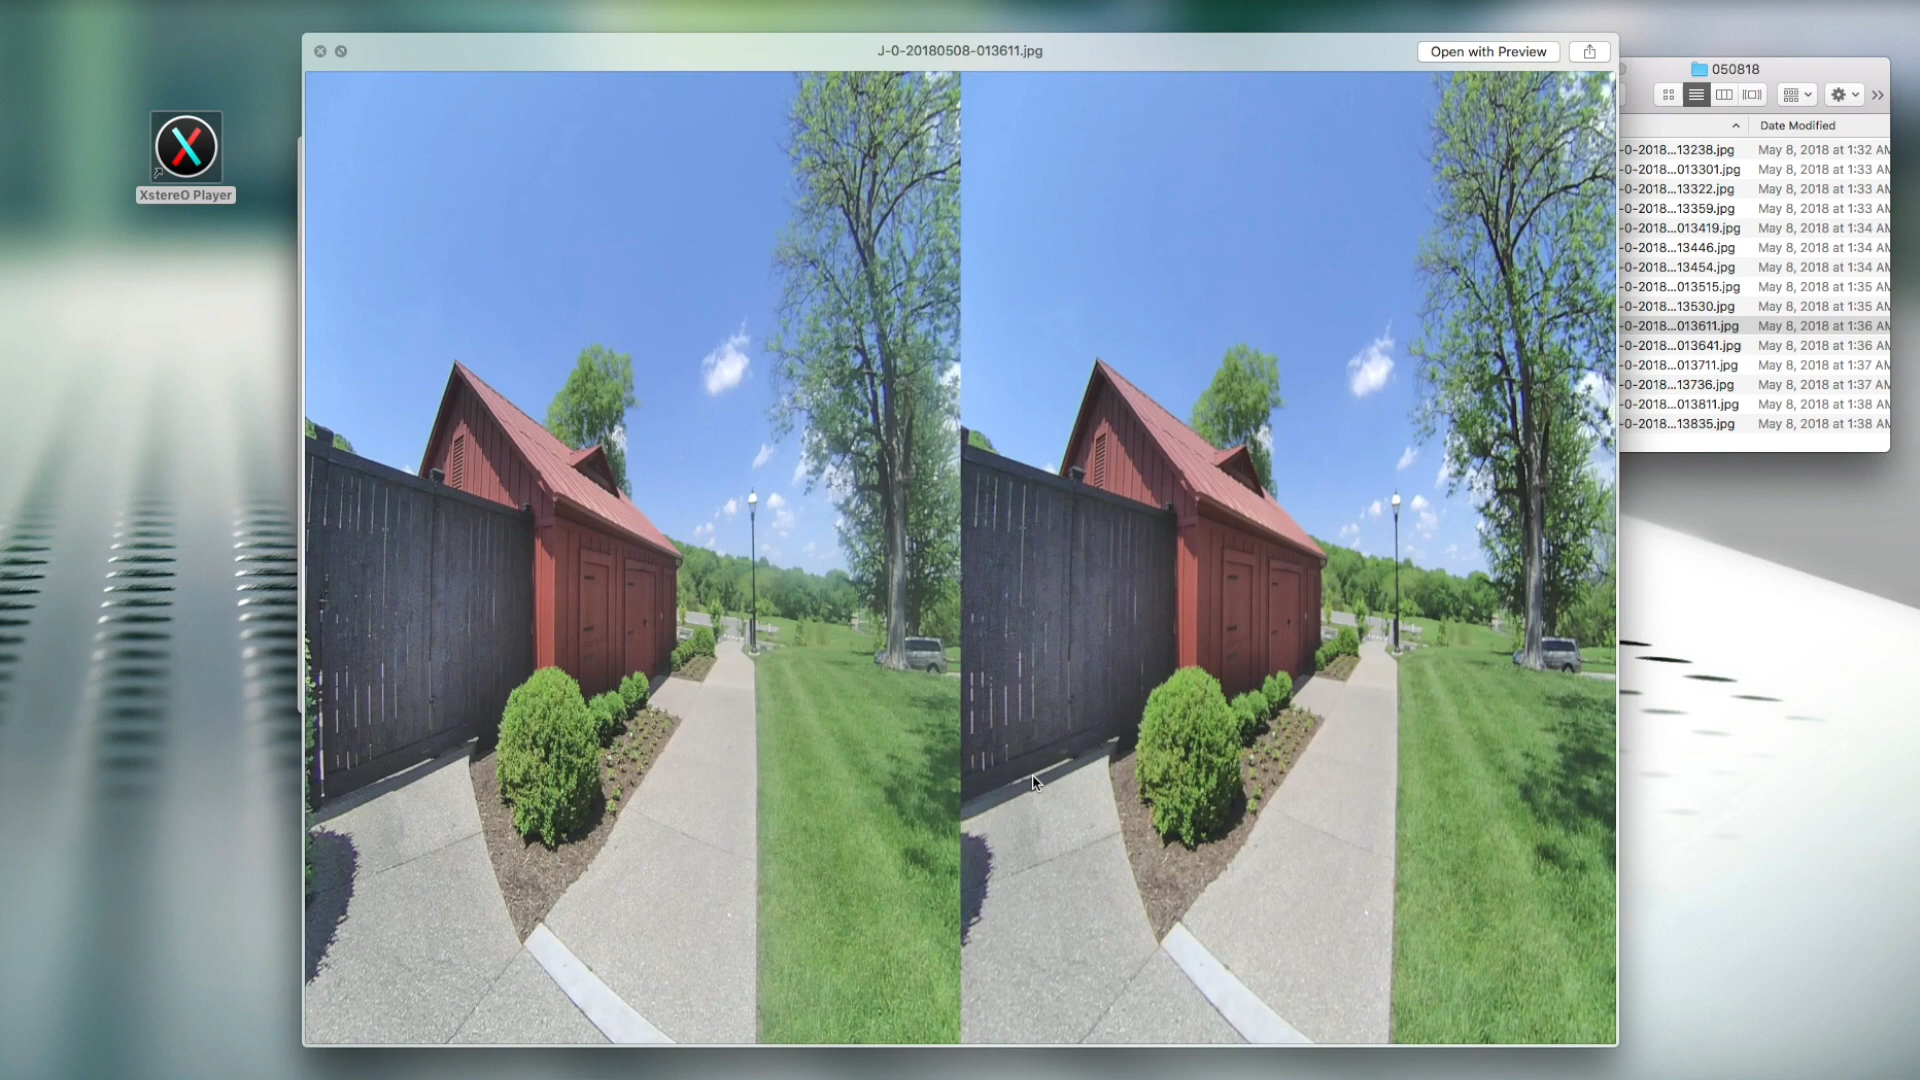 J-0-20180508-013611.jpg
Open with Preview
XstereO Player
050818
Date Modified
-0-2018...13238.jpg May 8, 2018 at 1:32 AM
-0-2018...013301.jpg May 8, 2018 at 1:33 AM
-0-2018...13322.jpg May 8, 2018 at 1:33 AM
-0-2018...13359.jpg May 8, 2018 at 1:33 AM
-0-2018...013419.jpg May 8, 2018 at 1:34 AM
-0-2018...13446.jpg May 8, 2018 at 1:34 AM
-0-2018...13454.jpg May 8, 2018 at 1:34 AM
-0-2018...013515.jpg May 8, 2018 at 1:35 AM
-0-2018...13530.jpg May 8, 2018 at 1:35 AM
-0-2018...013611.jpg May 8, 2018 at 1:36 AM
-0-2018...013641.jpg May 8, 2018 at 1:36 AM
-0-2018...013711.jpg May 8, 2018 at 1:37 AM
-0-2018...13736.jpg May 8, 2018 at 1:37 AM
-0-2018...013811.jpg May 8, 2018 at 1:38 AM
-0-2018...13835.jpg May 8, 2018 at 1:38 AM